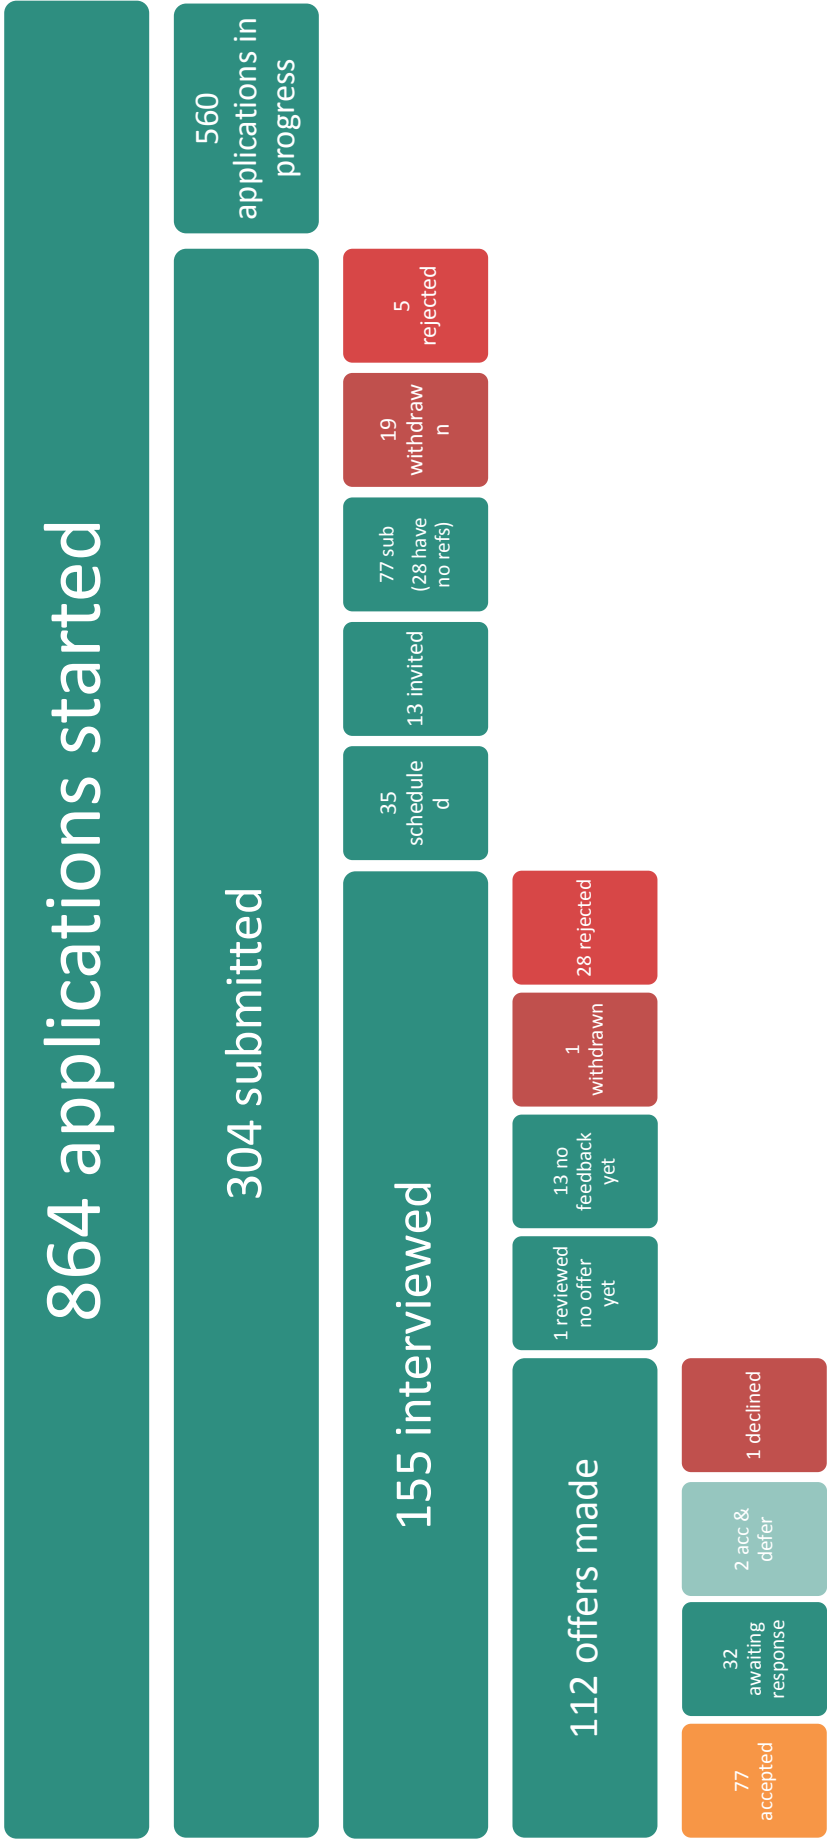 864 applications started
304 submitted
560
applications in
progress
155 interviewed
35
schedule
d
13 invited
77 sub
(28 have
no refs)
19
withdraw
n
5
rejected
112 offers made
1 reviewed
no offer
yet
13 no
feedback
yet
1
withdrawn
28 rejected
77
accepted
32
awaiting
response
2 acc &
defer
1 declined